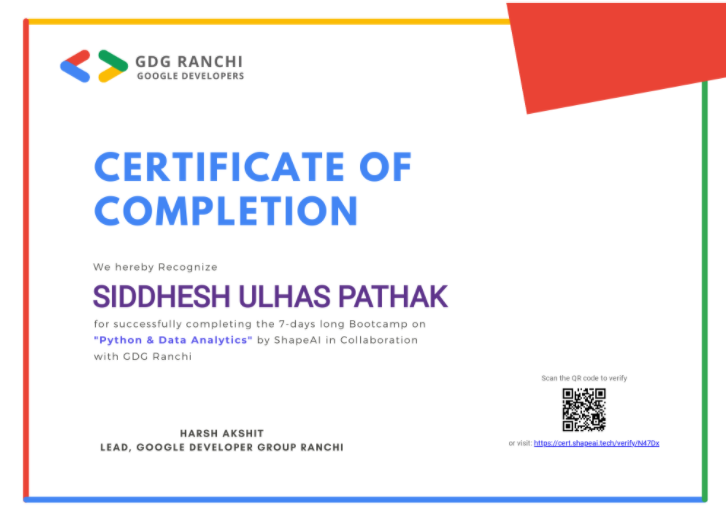 GDG RANCHI
GOOGLE DEVELOPERS
CERTIFICATE OF
COMPLETION
We hereby Recognize
SIDDHESH ULHAS PATHAK
for successfully completing the 7-days long Bootcamp on
"Python & Data Analytics" by ShapeAI in Collaboration
with GDG Ranchi
Scan the QR code to verify
or visit: https://cert.shapeai.tech/verify/N47Dx
HARSH AKSHIT
LEAD, GOOGLE DEVELOPER GROUP RANCHI